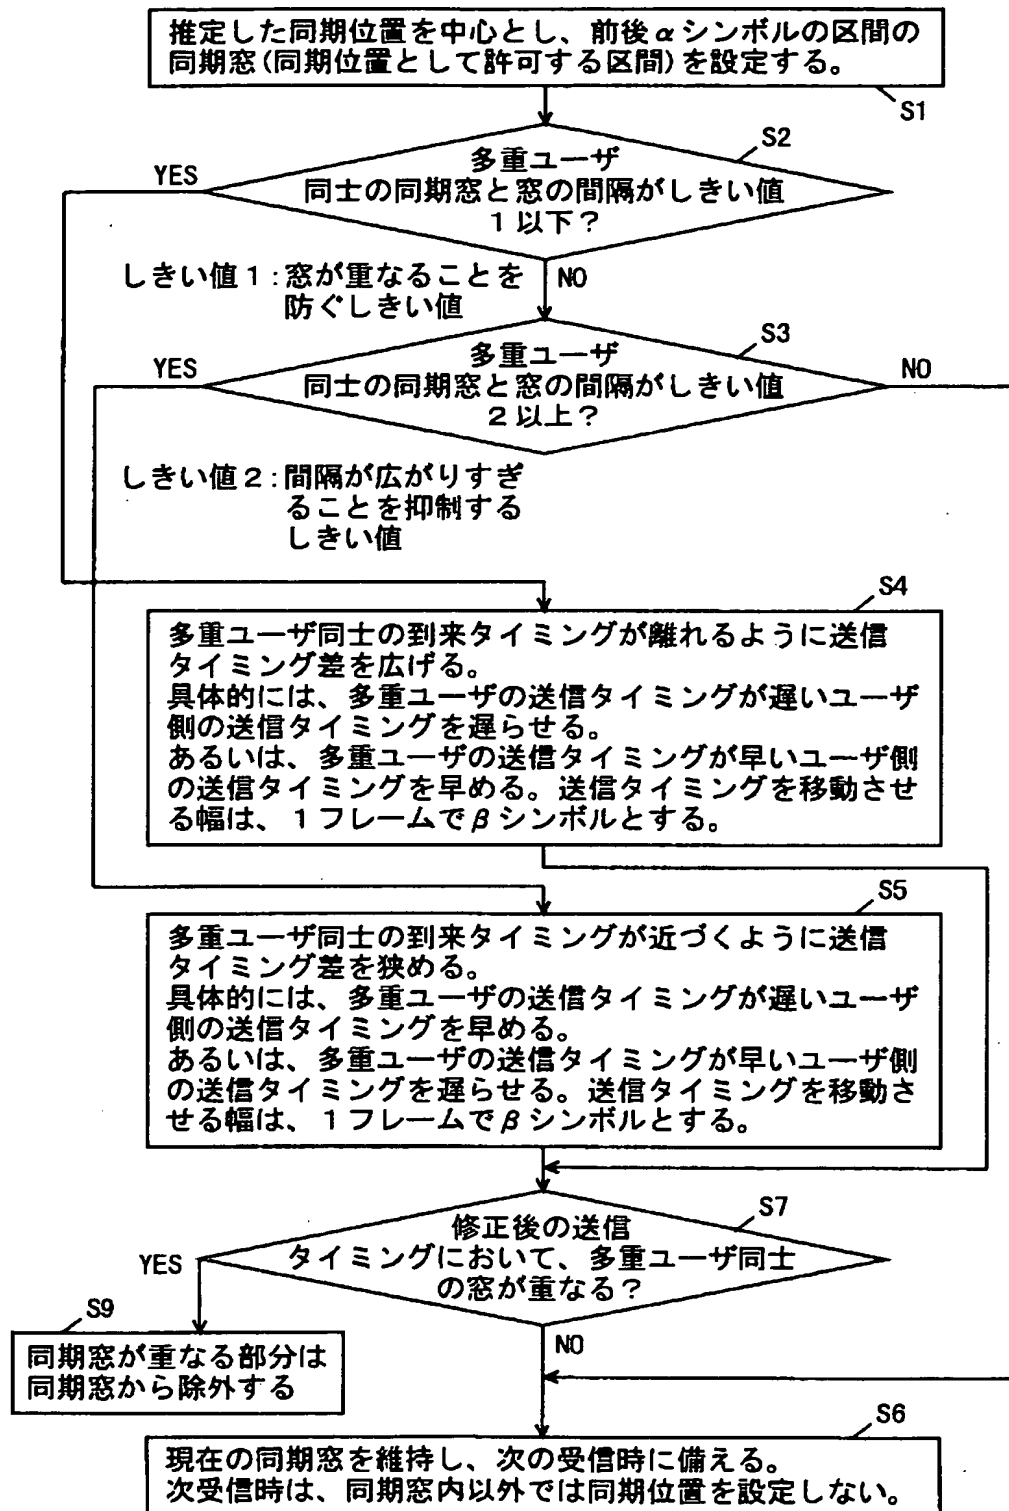 推定した同期位置を中心とし、前後αシンボルの区間の
同期窓(同期位置として許可する区間)を設定する。
S1
S2
多重ユーザ
同士の同期窓と窓の間隔がしきい値
1以下?
YES
しきい値1:窓が重なることを
防ぐしきい値
NO
S3
多重ユーザ
同士の同期窓と窓の間隔がしきい値
2以上?
YES
NO
しきい値2:間隔が広がりすぎ
ることを抑制する
しきい値
S4
多重ユーザ同士の到来タイミングが離れるように送信
タイミング差を広げる。
具体的には、多重ユーザの送信タイミングが遅いユーザ
側の送信タイミングを遅らせる。
あるいは、多重ユーザの送信タイミングが早いユーザ側
の送信タイミングを早める。送信タイミングを移動させ
る幅は、1フレームでβシンボルとする。
S5
多重ユーザ同士の到来タイミングが近づくように送信
タイミング差を狭める。
具体的には、多重ユーザの送信タイミングが遅いユーザ
側の送信タイミングを早める。
あるいは、多重ユーザの送信タイミングが早いユーザ側
の送信タイミングを遅らせる。送信タイミングを移動さ
せる幅は、1フレームでβシンボルとする。
S7
修正後の送信
タイミングにおいて、多重ユーザ同士
の窓が重なる?
YES
S9
同期窓が重なる部分は
同期窓から除外する
NO
S6
現在の同期窓を維持し、次の受信時に備える。
次受信時は、同期窓内以外では同期位置を設定しない。